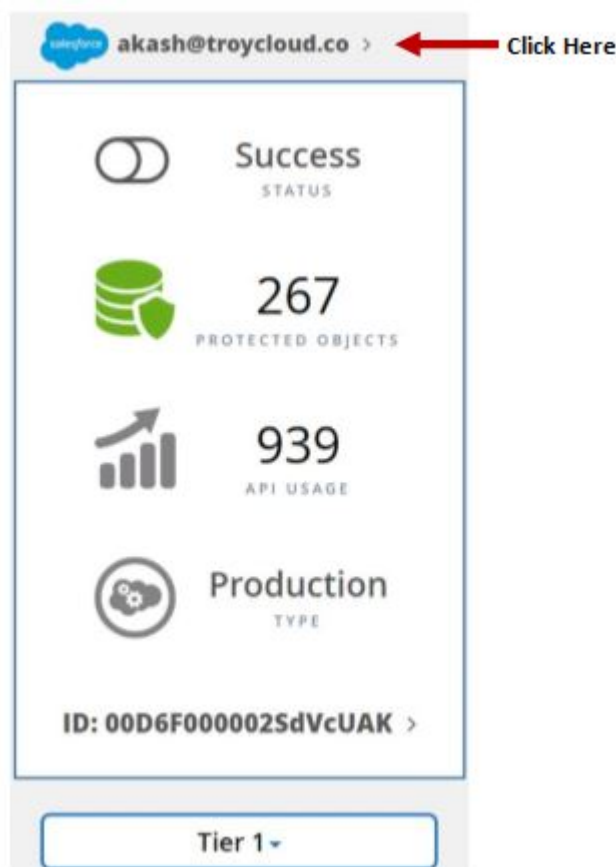 salesforce akash@troycloud.co > Click Here
Success
STATUS
267
PROTECTED OBJECTS
939
API USAGE
Production
TYPE
ID: 00D6F000002SdVcUAK >
Tier 1